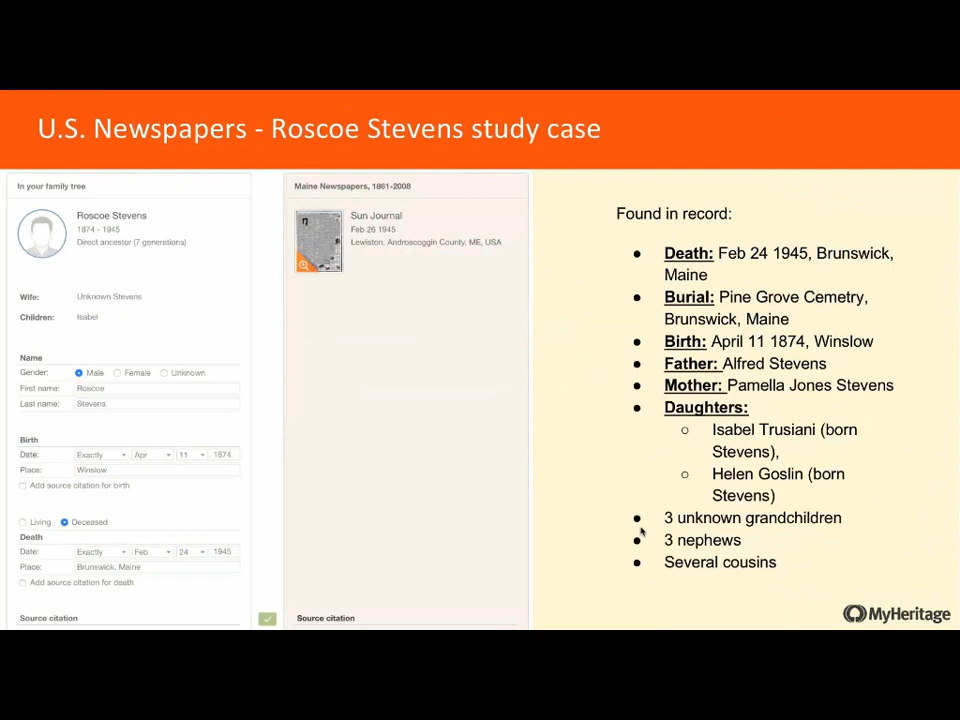 U.S. Newspapers - Roscoe Stevens study case
In your family tree
Roscoe Stevens
1874 - 1945
Direct ancestor (7 generations)
Wife: Unknown Stevens
Children: Isabel
Name
Gender: Male Female Unknown
First name: Roscoe
Last name: Stevens
Birth
Date: Exactly Apr 11 1874
Place: Winslow
Add source citation for birth
Living Deceased
Death
Date: Exactly Feb 24 1945
Place: Brunswick, Maine
Add source citation for death
Source citation
Maine Newspapers, 1861-2008
Sun Journal
Feb 26 1945
Lewiston, Androscoggin County, ME, USA
Source citation
Found in record:
● Death: Feb 24 1945, Brunswick,
Maine
● Burial: Pine Grove Cemetry,
Brunswick, Maine
● Birth: April 11 1874, Winslow
● Father: Alfred Stevens
● Mother: Pamella Jones Stevens
● Daughters:
○ Isabel Trusiani (born
Stevens),
○ Helen Goslin (born
Stevens)
● 3 unknown grandchildren
● 3 nephews
● Several cousins
MyHeritage